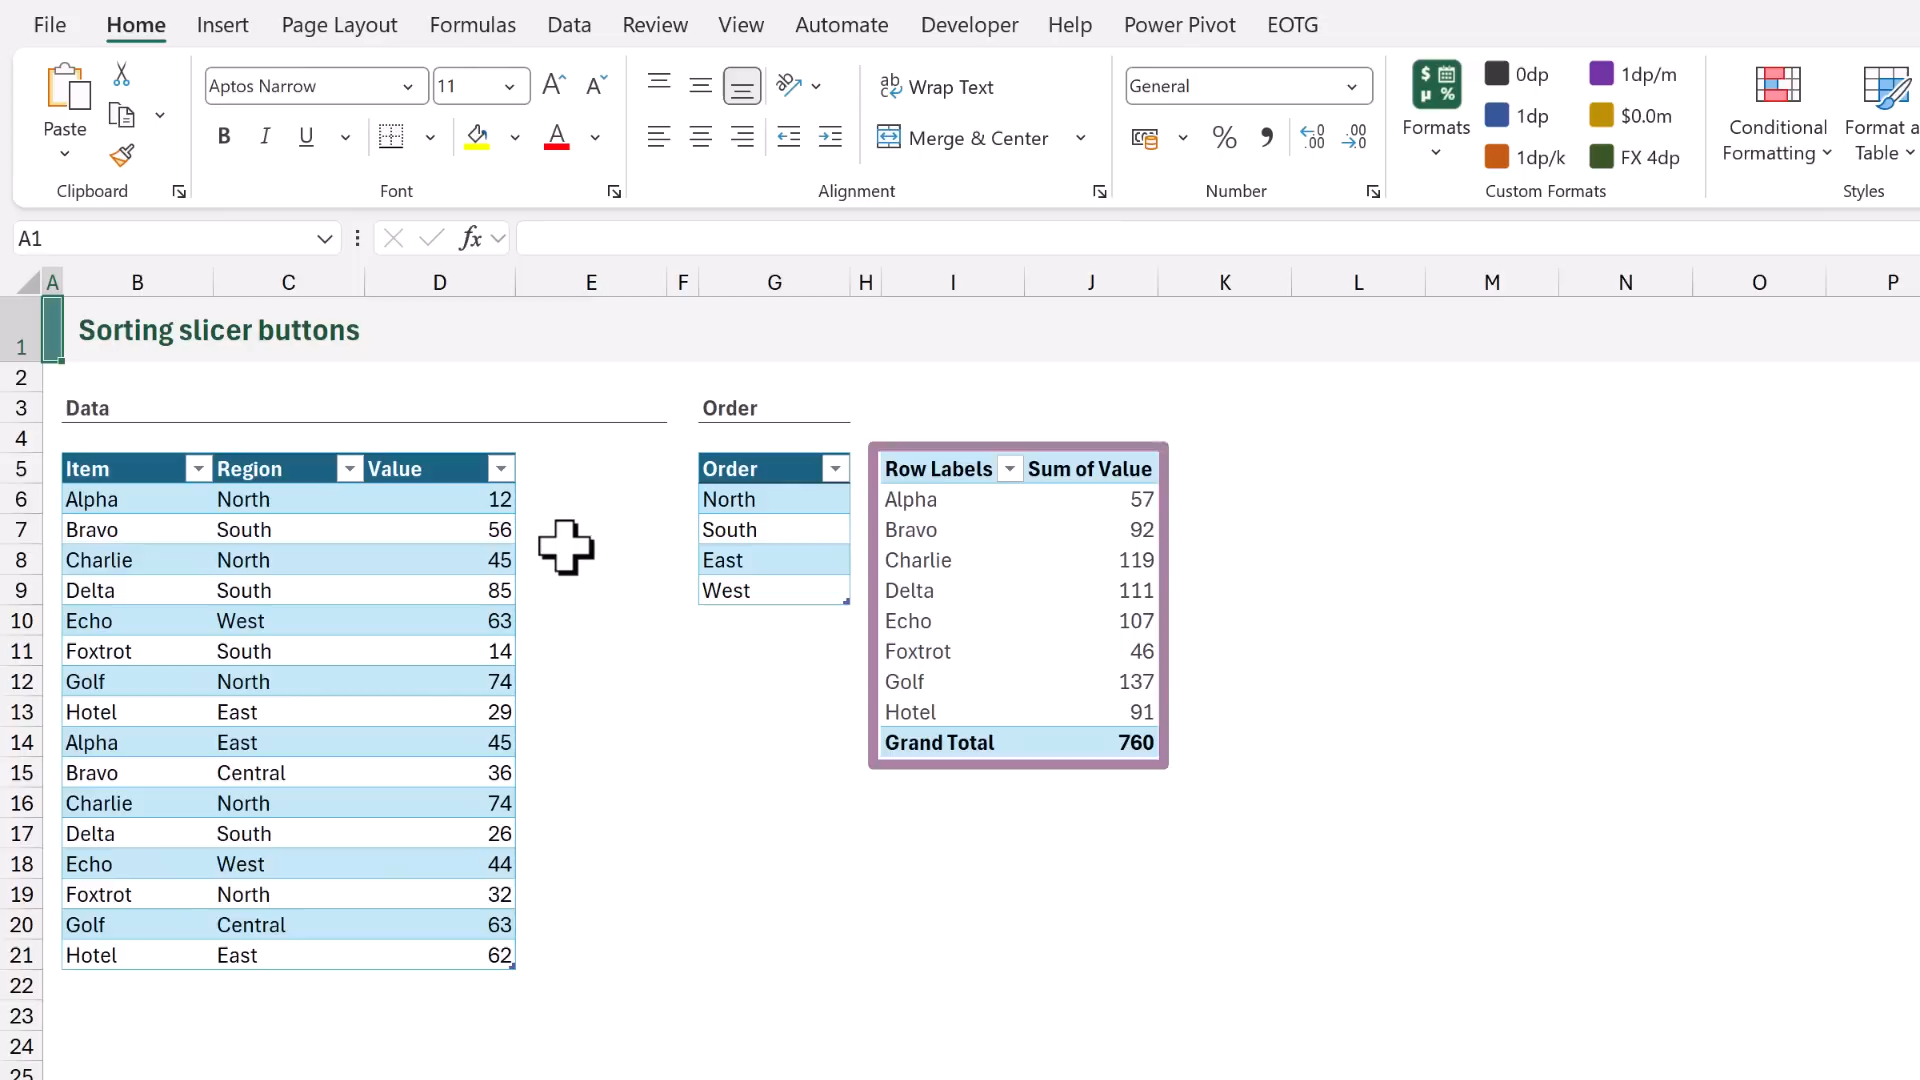 File Home Insert Page Layout Formulas Data Review View Automate Developer Help Power Pivot EOTG
Aptos Narrow 11 A A ab Wrap Text General $ % 0dp 1dp/m
Paste B I U A Merge & Center % Formats 1dp $0.0m Conditional Formatting Format a Table
1dp/k FX 4dp
Clipboard Font Alignment Number Custom Formats Styles
A1 fx
A B C D E F G H I J K L M N O P
1 Sorting slicer buttons
2
3 Data Order
4
5 Item Region Value Order Row Labels Sum of Value
6 Alpha North 12 North Alpha 57
7 Bravo South 56 South Bravo 92
8 Charlie North 45 East Charlie 119
9 Delta South 85 West Delta 111
10 Echo West 63 Echo 107
11 Foxtrot South 14 Foxtrot 46
12 Golf North 74 Golf 137
13 Hotel East 29 Hotel 91
14 Alpha East 45 Grand Total 760
15 Bravo Central 36
16 Charlie North 74
17 Delta South 26
18 Echo West 44
19 Foxtrot North 32
20 Golf Central 63
21 Hotel East 62
22
23
24
25